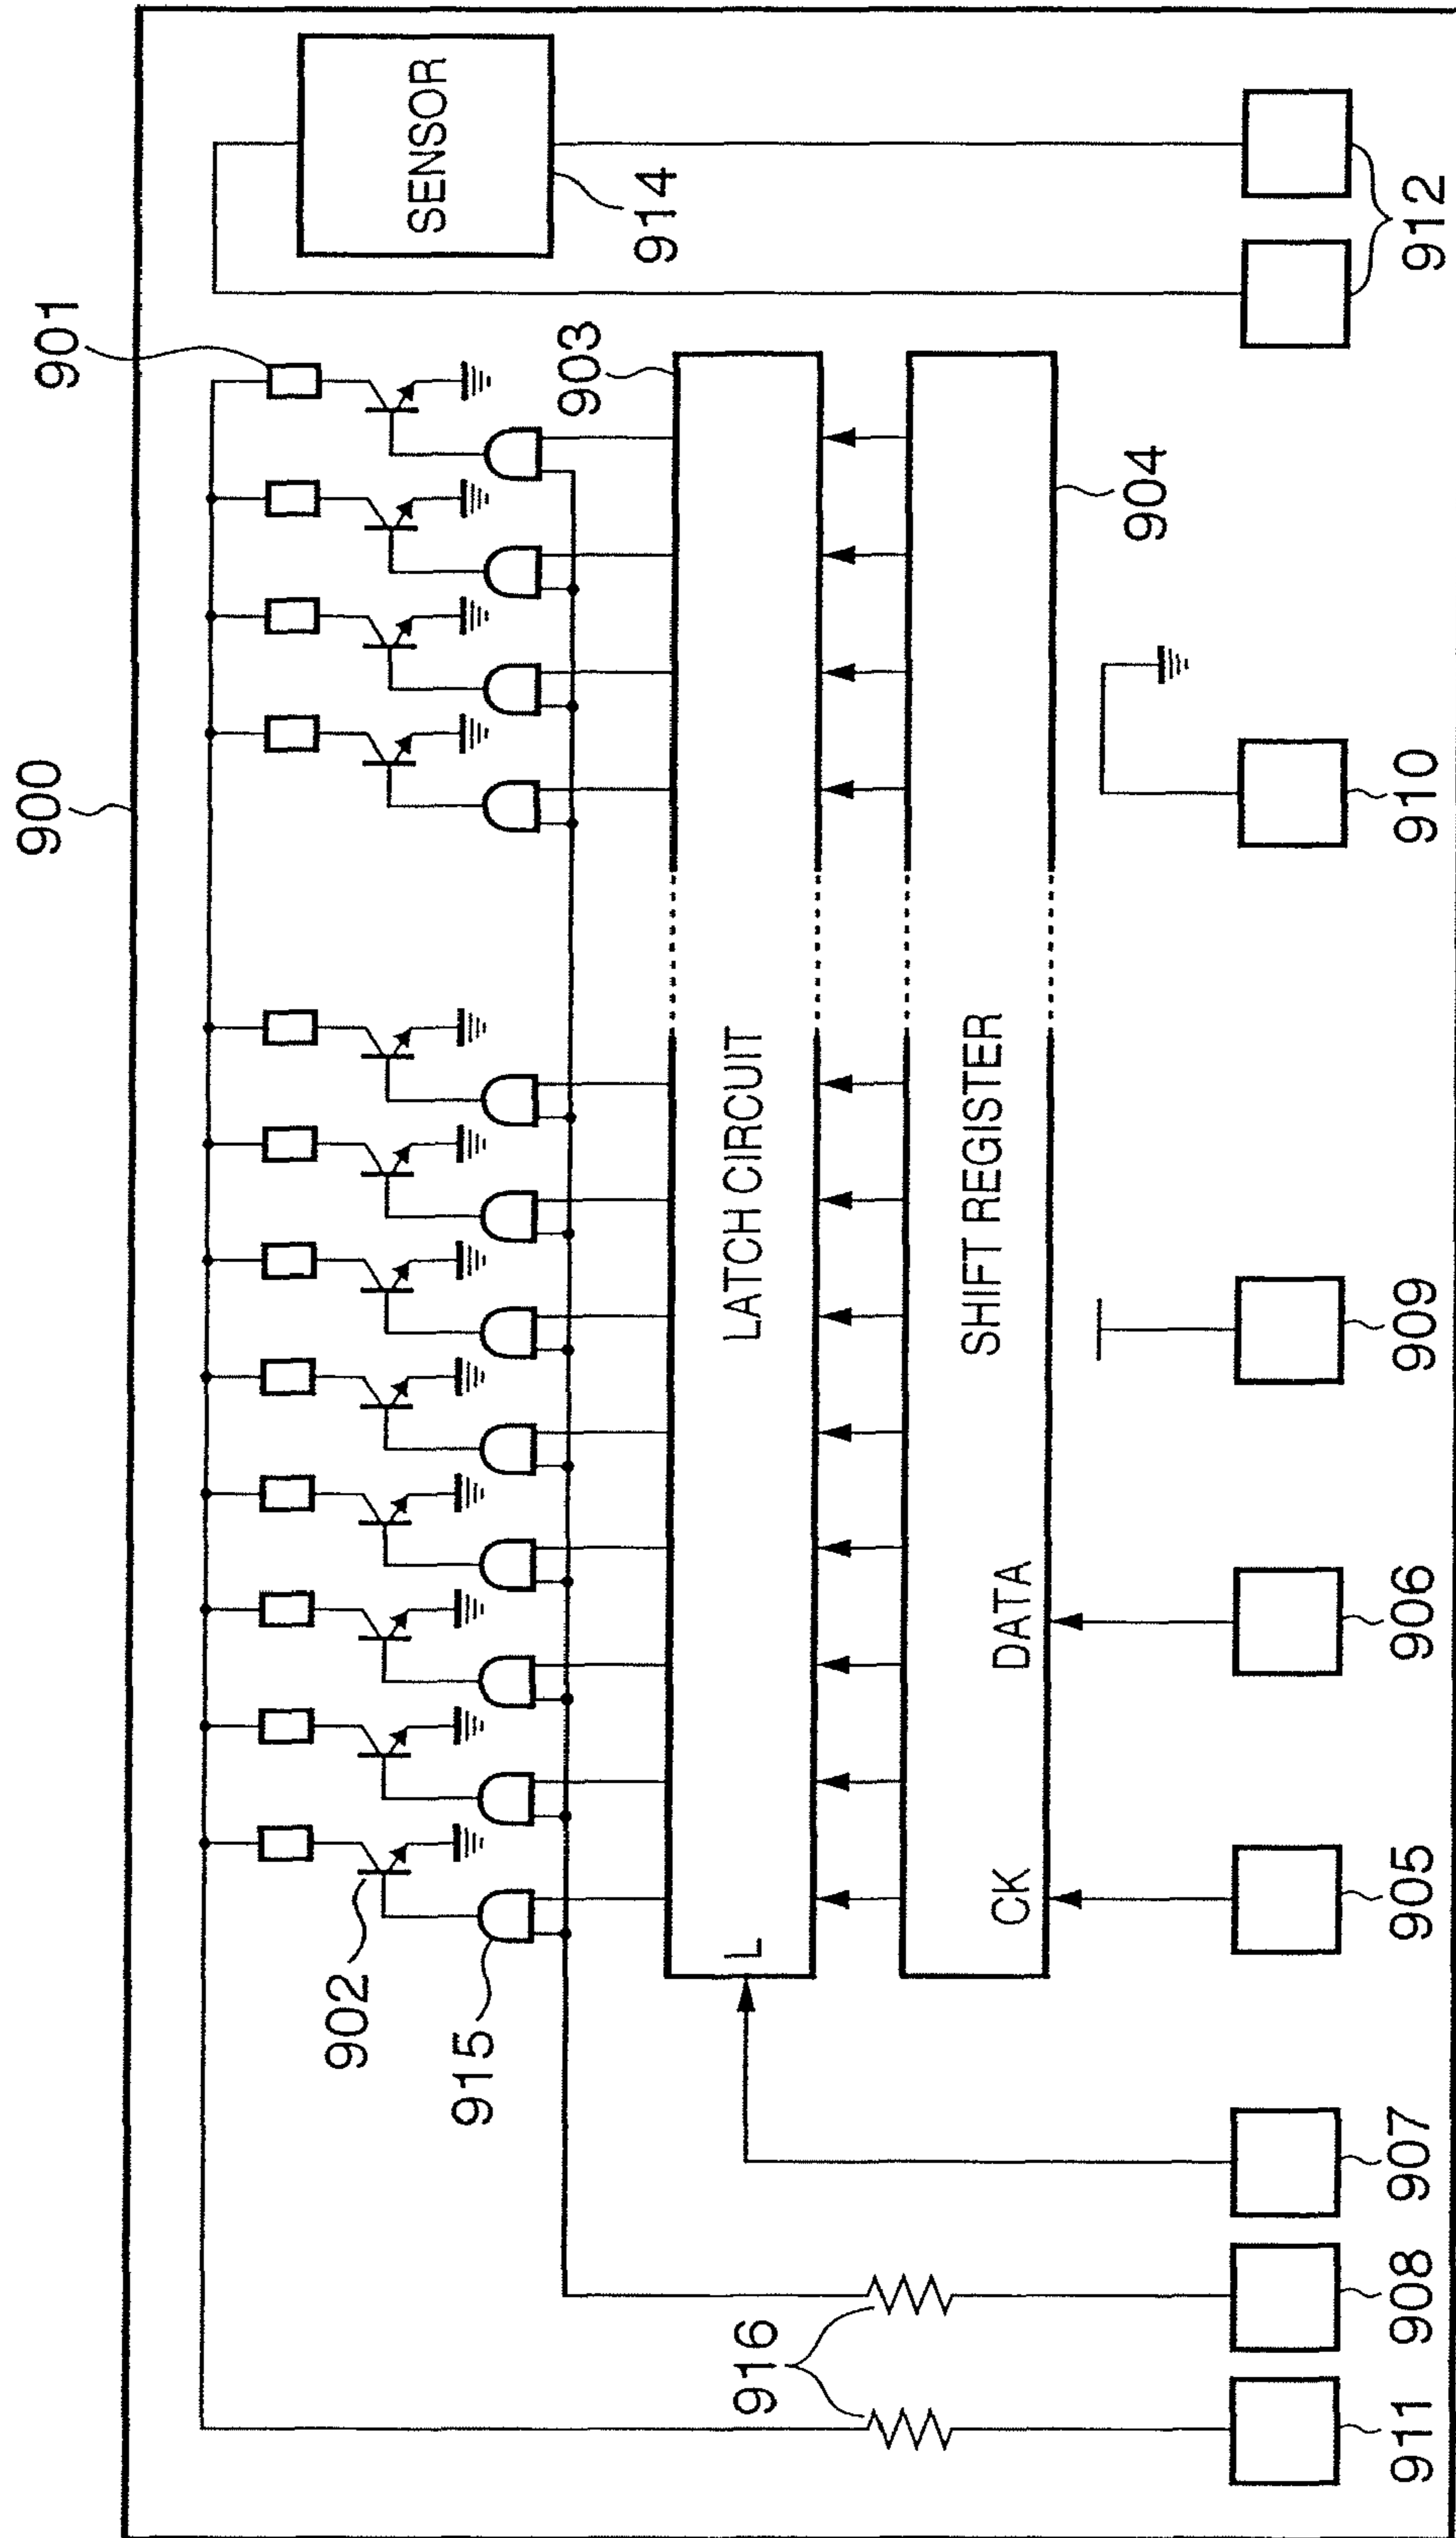 900
901
SENSOR
914
902
915
903
LATCH CIRCUIT
L
904
SHIFT REGISTER
CK
DATA
916
911
908
907
905
906
909
910
912